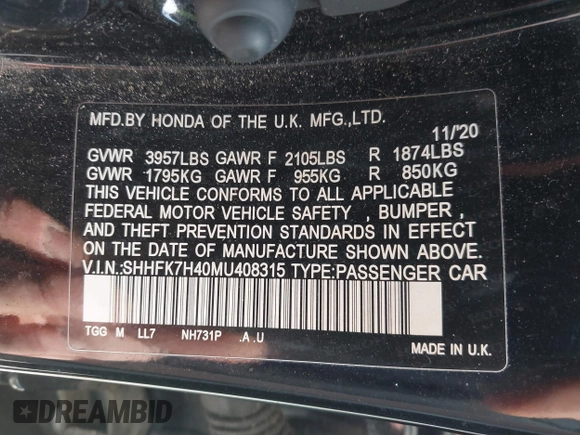 MFD.BY HONDA OF THE U.K. MFG.,LTD.
11/'20
GVWR 3957LBS GAWR F 2105LBS R 1874LBS
GVWR 1795KG GAWR F 955KG R 850KG
THIS VEHICLE CONFORMS TO ALL APPLICABLE
FEDERAL MOTOR VEHICLE SAFETY , BUMPER ,
AND THEFT PREVENTION STANDARDS IN EFFECT
ON THE DATE OF MANUFACTURE SHOWN ABOVE.
V.I.N.:SHHFK7H40MU408315 TYPE:PASSENGER CAR
TGG M LL7 NH731P .A .U
MADE IN U.K.
DREAMBID